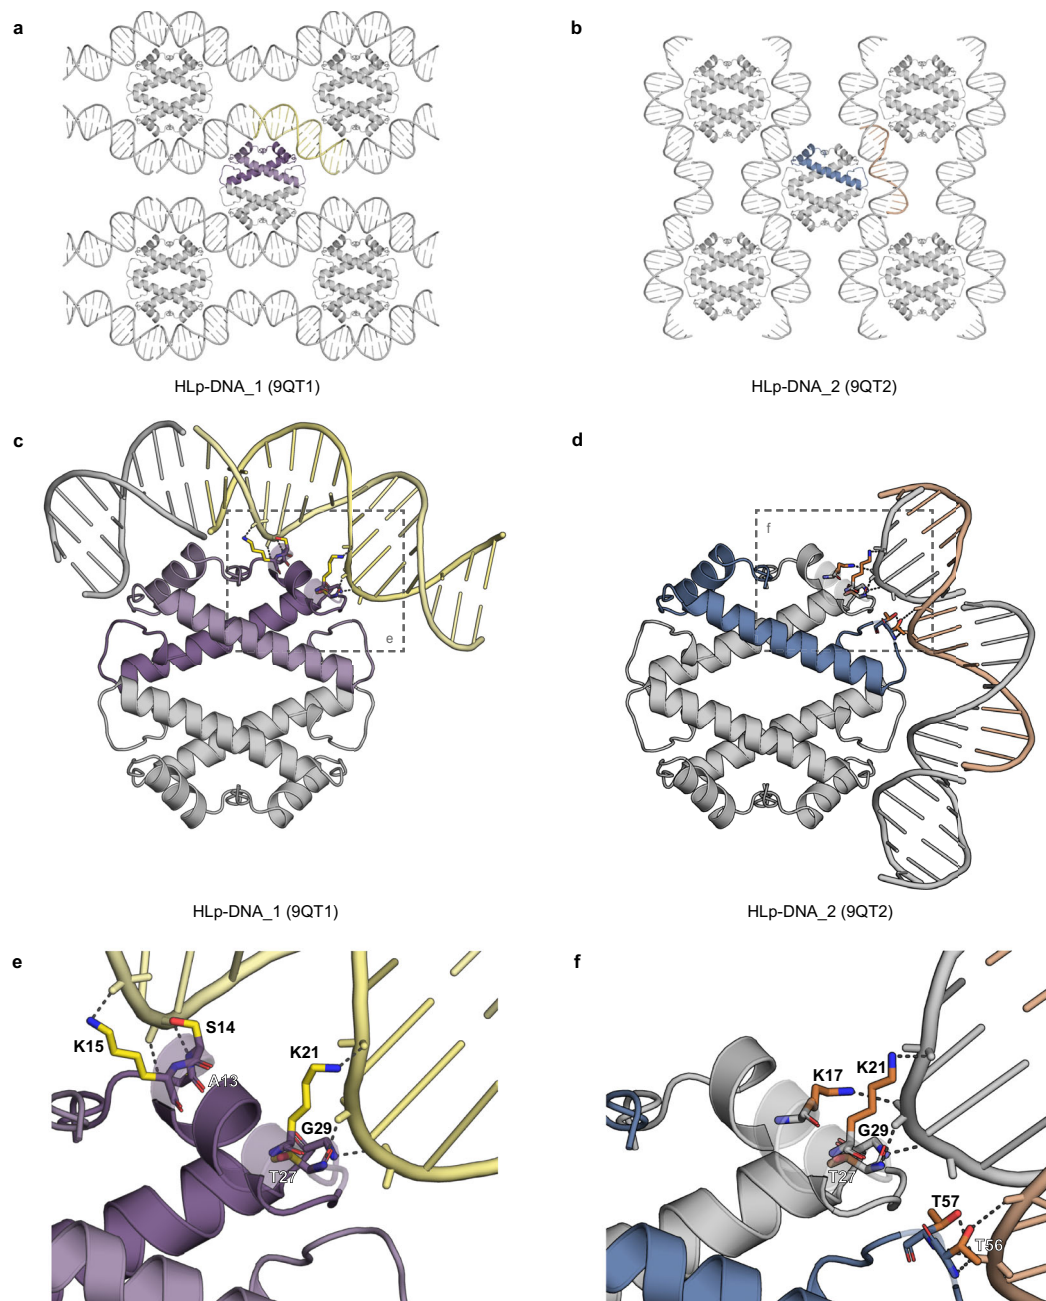 a
b
HLp-DNA_1 (9QT1)
HLp-DNA_2 (9QT2)
c
d
e
f
HLp-DNA_1 (9QT1)
HLp-DNA_2 (9QT2)
e
K15
S14
A13
K21
G29
T27
f
K17
K21
G29
T27
T57
T56